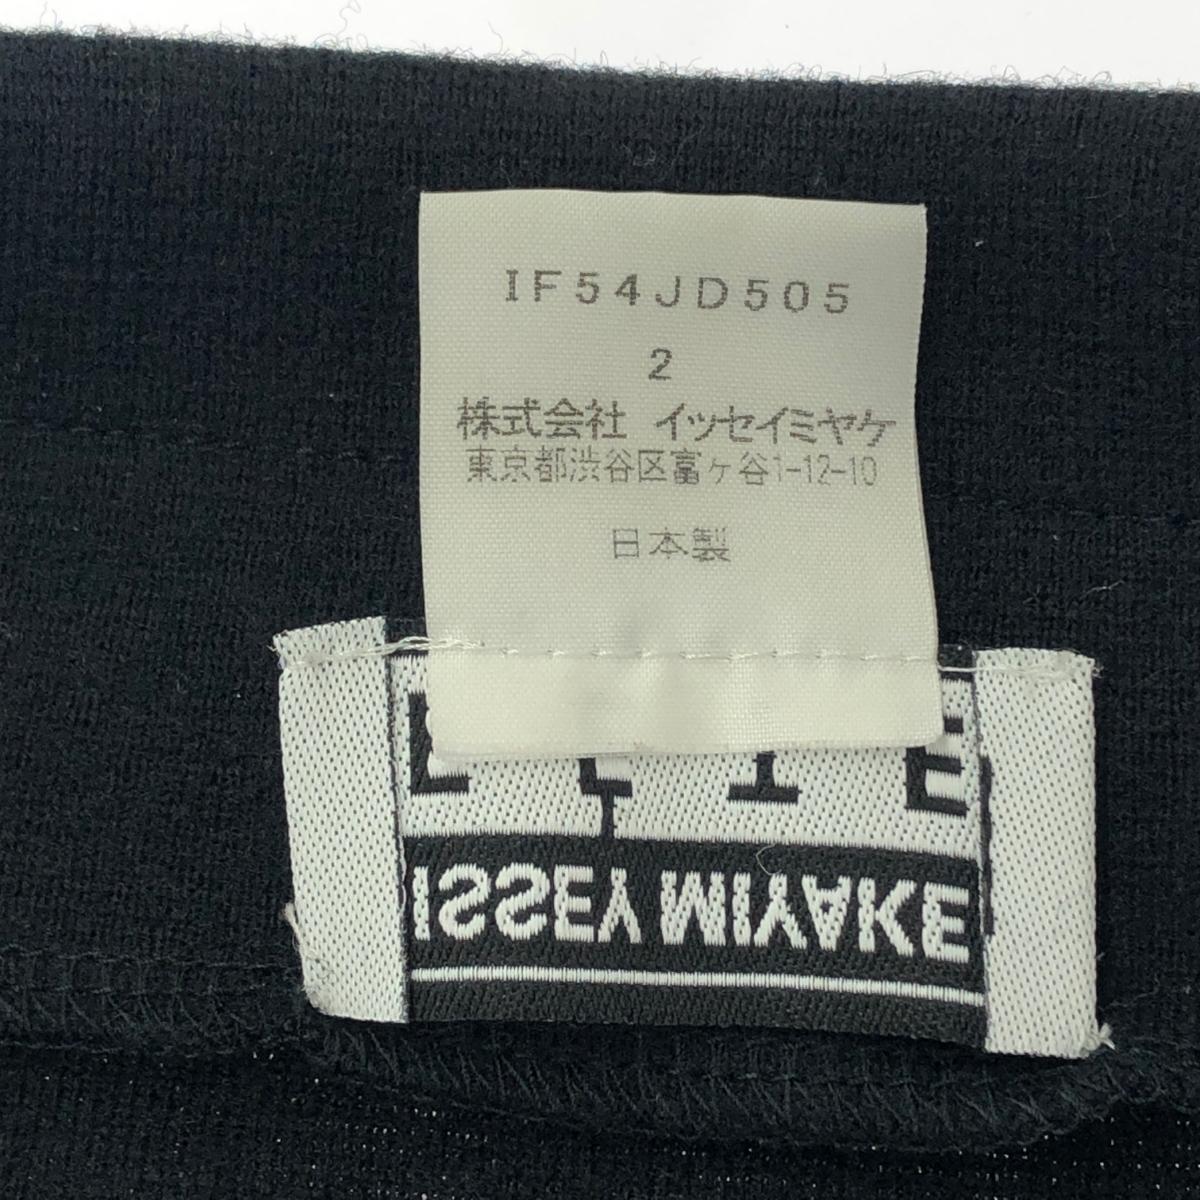 IF54JD505
2
株式会社 イッセイミヤケ
東京都渋谷区富ヶ谷1-12-10
日本製
ISSEY MIYAKE